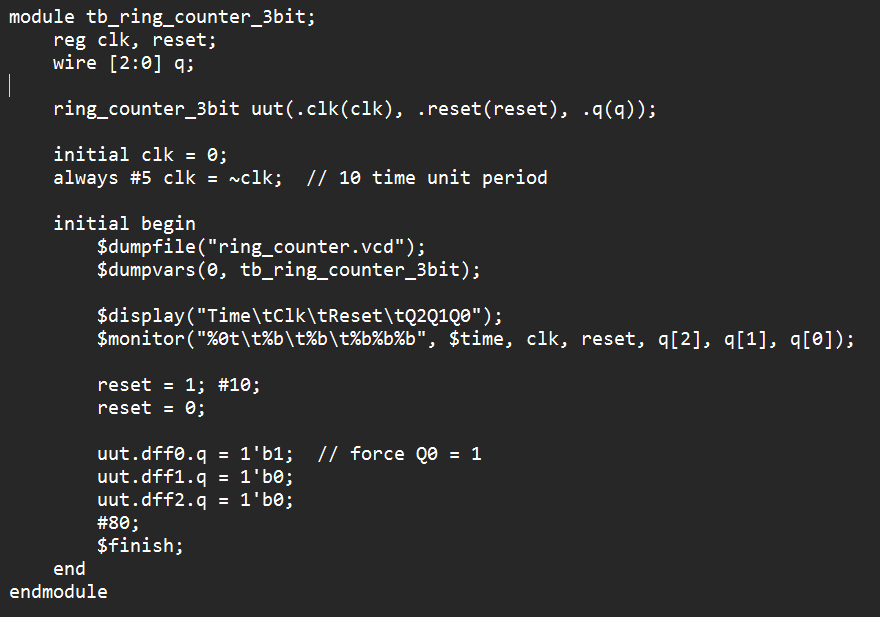 module tb_ring_counter_3bit;
    reg clk, reset;
    wire [2:0] q;

    ring_counter_3bit uut(.clk(clk), .reset(reset), .q(q));

    initial clk = 0;
    always #5 clk = ~clk;  // 10 time unit period

    initial begin
        $dumpfile("ring_counter.vcd");
        $dumpvars(0, tb_ring_counter_3bit);

        $display("Time\tClk\tReset\tQ2Q1Q0");
        $monitor("%0t\t%b\t%b\t%b%b%b", $time, clk, reset, q[2], q[1], q[0]);

        reset = 1; #10;
        reset = 0;

        uut.dff0.q = 1'b1;  // force Q0 = 1
        uut.dff1.q = 1'b0;
        uut.dff2.q = 1'b0;
        #80;
        $finish;
    end
endmodule